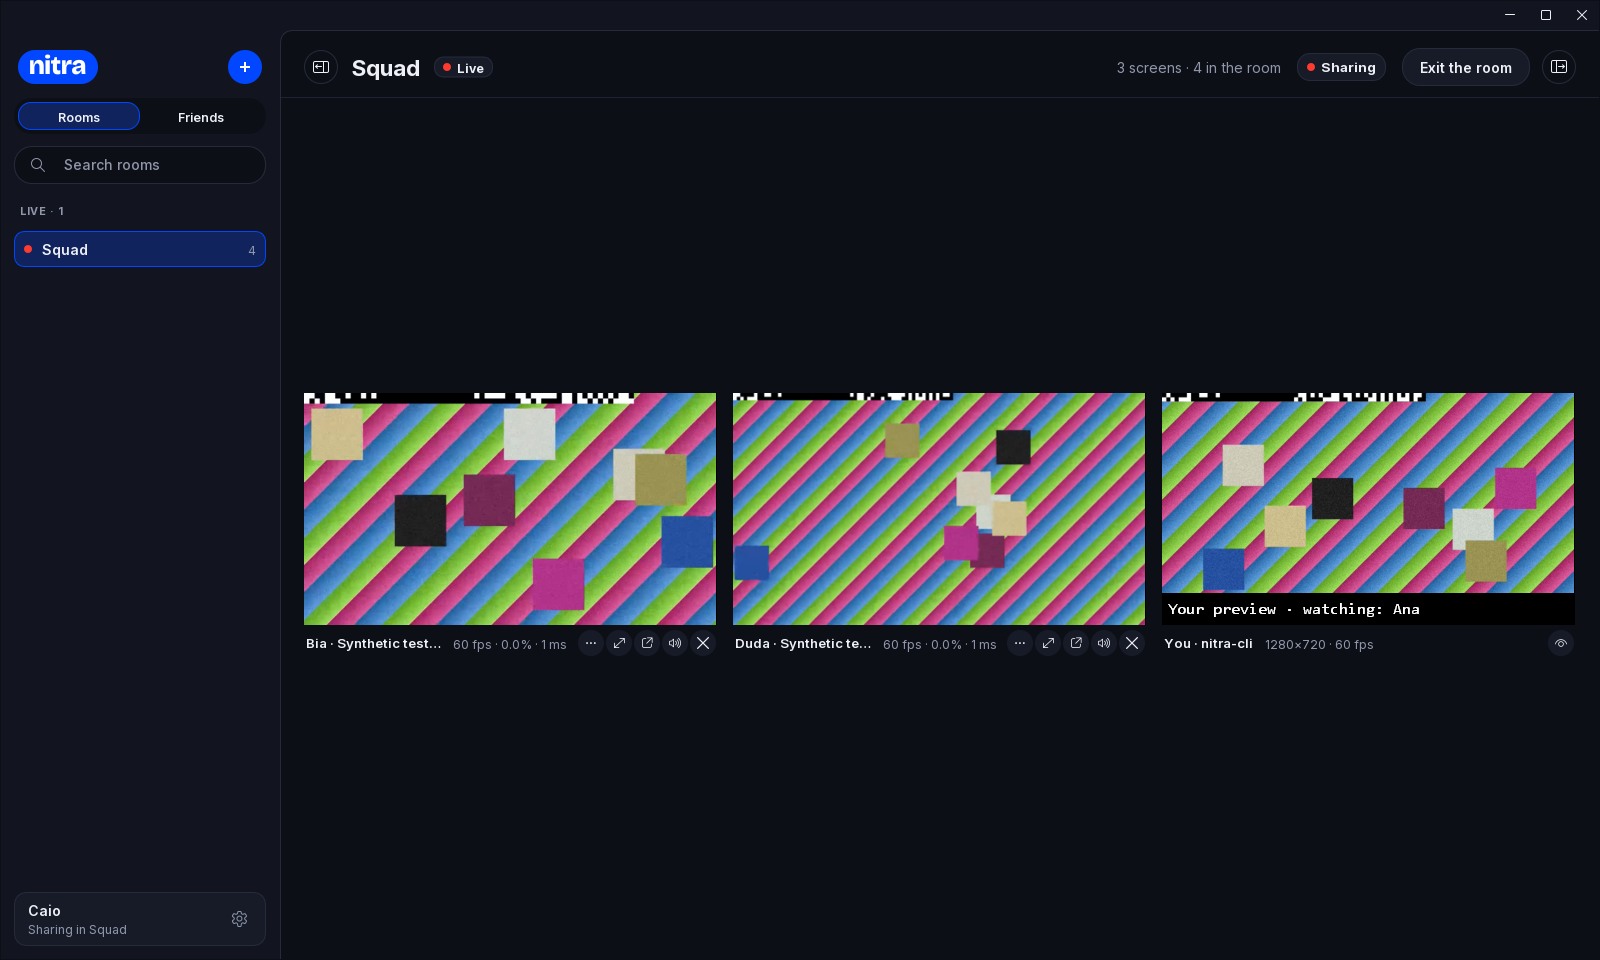 nitra
Rooms
Friends
Search rooms
LIVE · 1
Squad
4
Caio
Sharing in Squad
Squad
Live
3 screens · 4 in the room
Sharing
Exit the room
Bia · Synthetic test…
60 fps · 0.0% · 1 ms
Duda · Synthetic te…
60 fps · 0.0% · 1 ms
Your preview · watching: Ana
You · nitra-cli
1280×720 · 60 fps